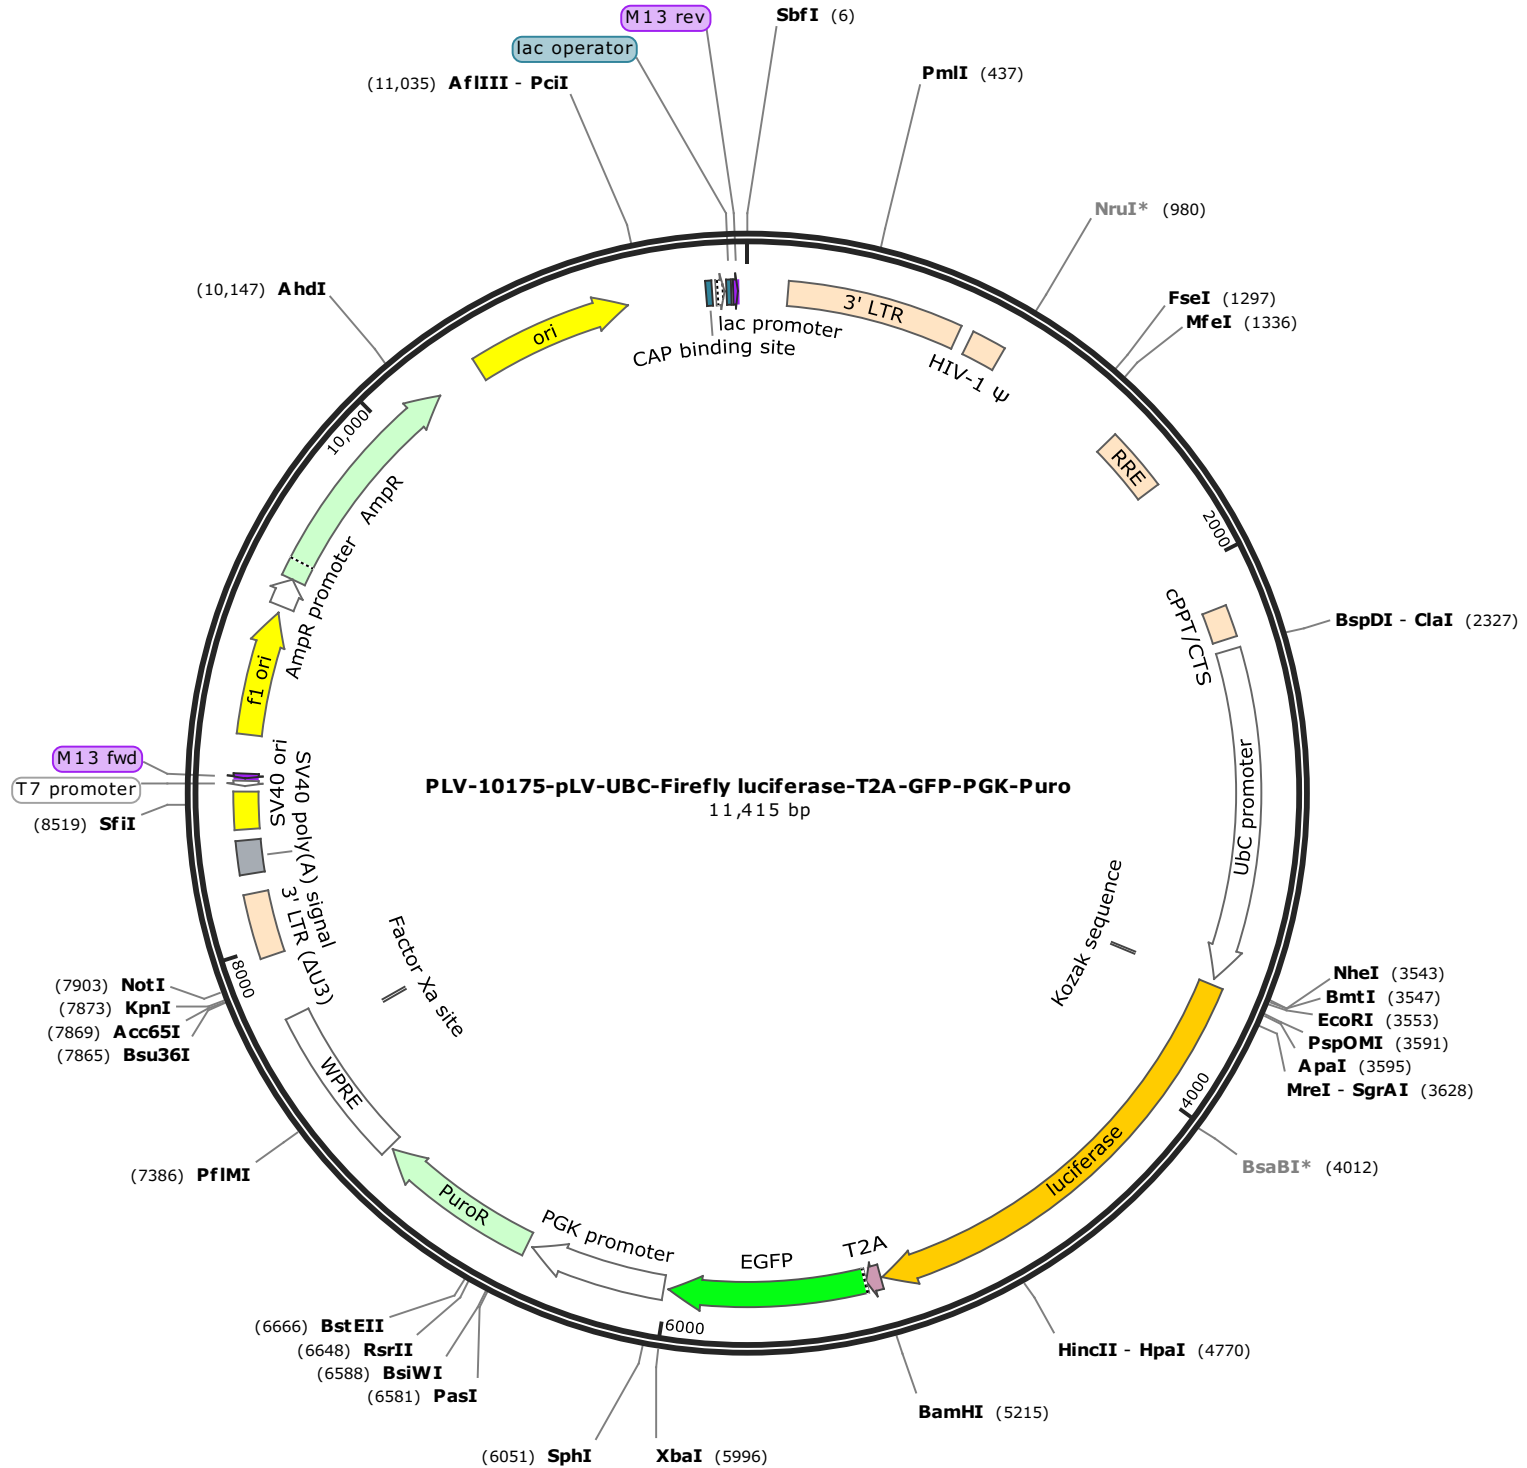 M13 rev
SbfI (6)
lac operator
(11,035) AflIII - PciI
PmlI (437)
NruI* (980)
(10,147) AhdI
FseI (1297)
MfeI (1336)
3' LTR
ori
lac promoter
CAP binding site
HIV-1 Ψ
10,000
RRE
AmpR
2000
AmpR promoter
cPPT/CTS
BspDI - ClaI (2327)
f1 ori
M13 fwd
T7 promoter
(8519) SfiI
SV40 ori
SV40 poly(A) signal
PLV-10175-pLV-UBC-Firefly luciferase-T2A-GFP-PGK-Puro
11,415 bp
UbC promoter
3' LTR (ΔU3)
Factor Xa site
Kozak sequence
8000
(7903) NotI
(7873) KpnI
(7869) Acc65I
(7865) Bsu36I
NheI (3543)
BmtI (3547)
EcoRI (3553)
PspOMI (3591)
ApaI (3595)
MreI - SgrAI (3628)
WPRE
4000
luciferase
BsaBI* (4012)
(7386) PflMI
PuroR
PGK promoter
EGFP
T2A
6000
(6666) BstEII
(6648) RsrII
(6588) BsiWI
(6581) PasI
HincII - HpaI (4770)
BamHI (5215)
(6051) SphI
XbaI (5996)